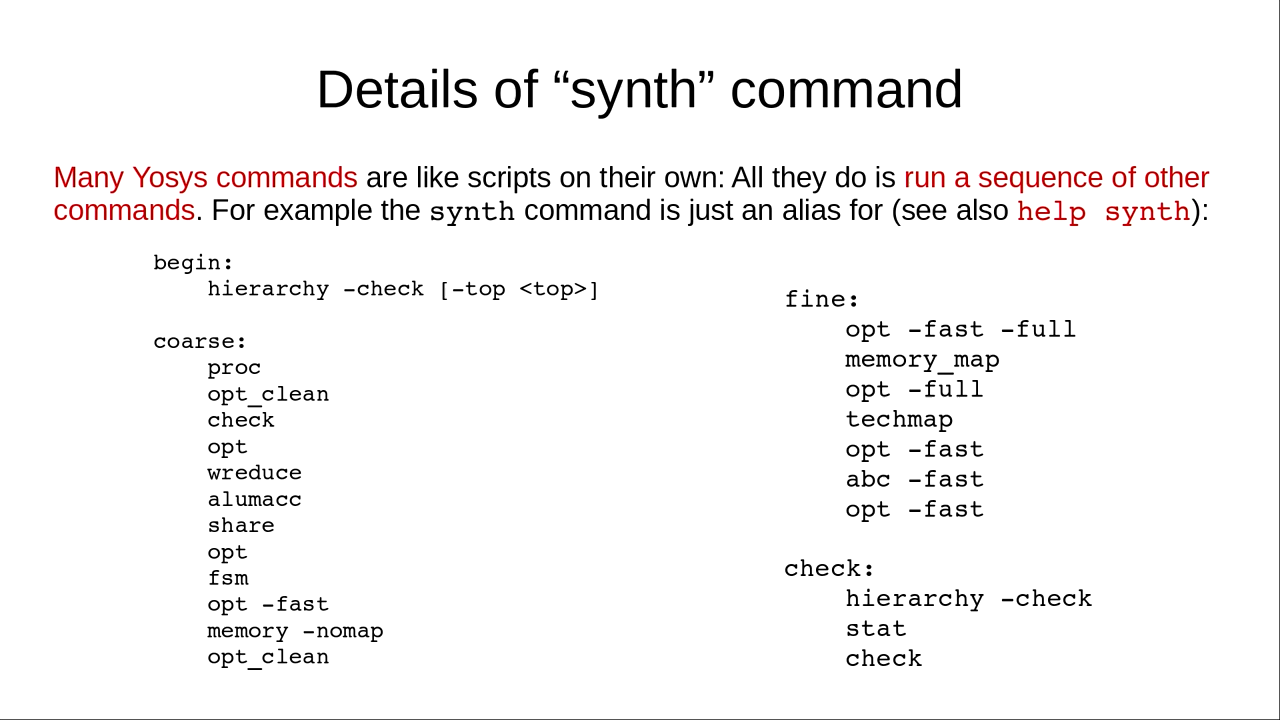 Details of “synth” command
Many Yosys commands are like scripts on their own: All they do is run a sequence of other
commands. For example the synth command is just an alias for (see also help synth):
begin:
    hierarchy -check [-top <top>]
coarse:
    proc
    opt_clean
    check
    opt
    wreduce
    alumacc
    share
    opt
    fsm
    opt -fast
    memory -nomap
    opt_clean
fine:
    opt -fast -full
    memory_map
    opt -full
    techmap
    opt -fast
    abc -fast
    opt -fast
check:
    hierarchy -check
    stat
    check